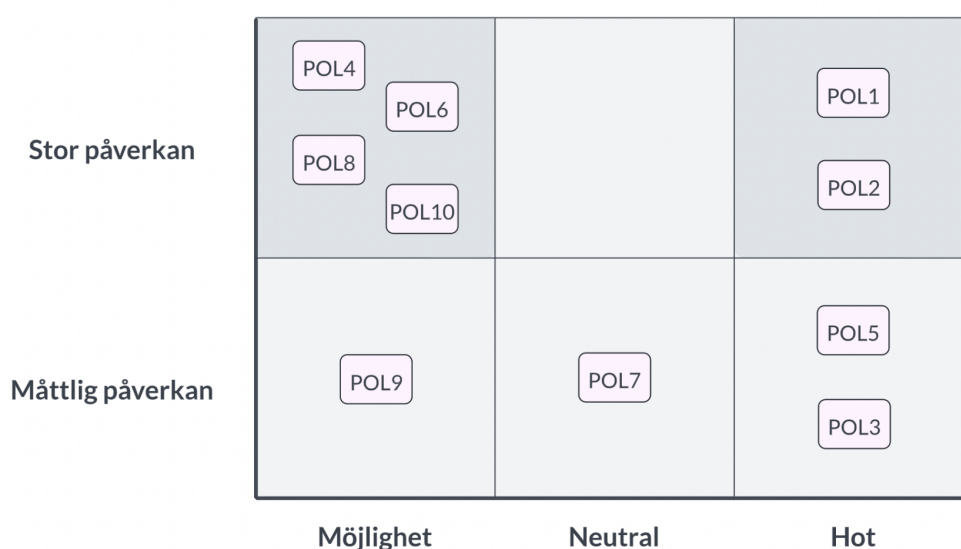 POL4
POL6
POL1
Stor påverkan
POL8
POL2
POL10
POL5
Måttlig påverkan
POL9
POL7
POL3
Möjlighet
Neutral
Hot